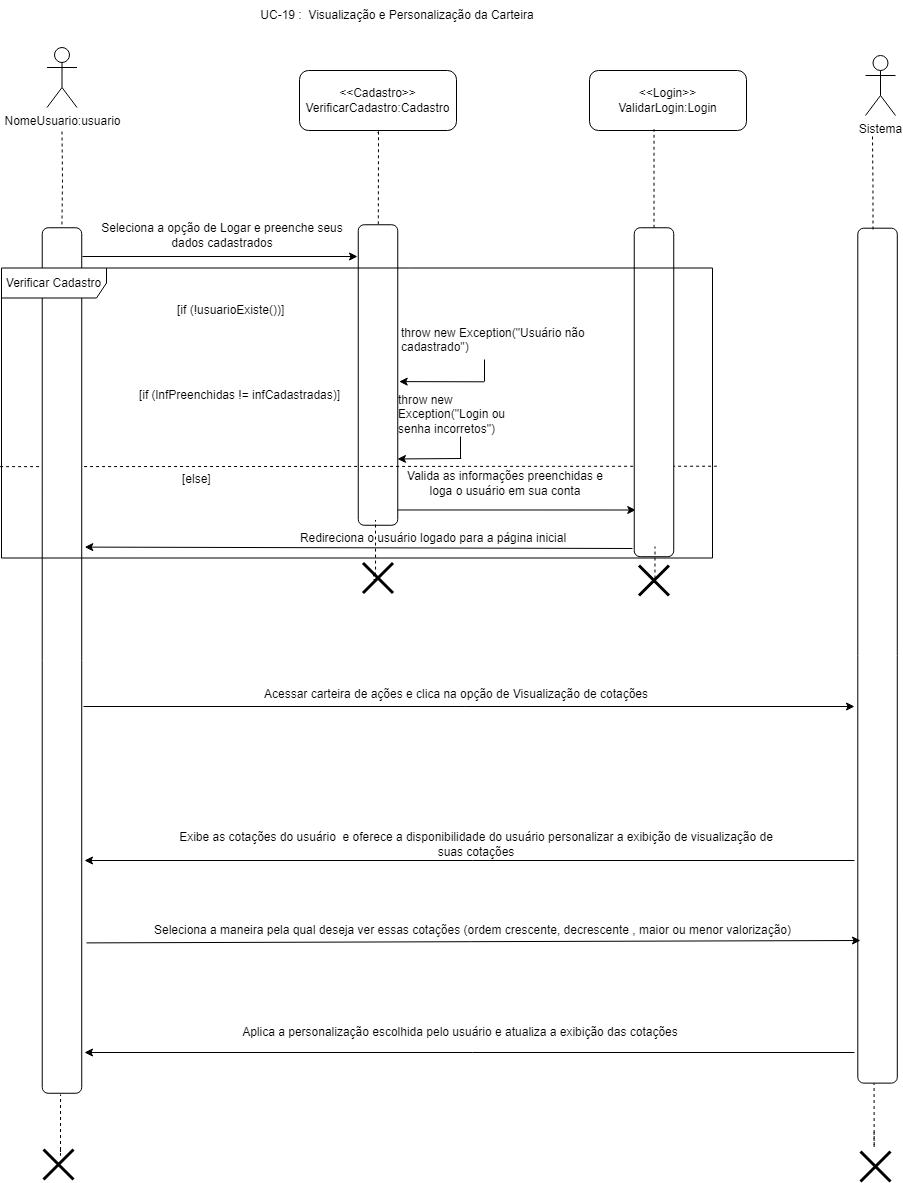 UC-19 : Visualização e Personalização da Carteira
<<Cadastro>>
VerificarCadastro:Cadastro
<<Login>>
ValidarLogin:Login
NomeUsuario:usuario
Sistema
Seleciona a opção de Logar e preenche seus
dados cadastrados
Verificar Cadastro
[if (!usuarioExiste())]
throw new Exception("Usuário não
cadastrado")
[if (InfPreenchidas != infCadastradas)]
throw new
Exception("Login ou
senha incorretos")
[else]
Valida as informações preenchidas e
loga o usuário em sua conta
Redireciona o usuário logado para a página inicial
Acessar carteira de ações e clica na opção de Visualização de cotações
Exibe as cotações do usuário e oferece a disponibilidade do usuário personalizar a exibição de visualização de
suas cotações
Seleciona a maneira pela qual deseja ver essas cotações (ordem crescente, decrescente , maior ou menor valorização)
Aplica a personalização escolhida pelo usuário e atualiza a exibição das cotações